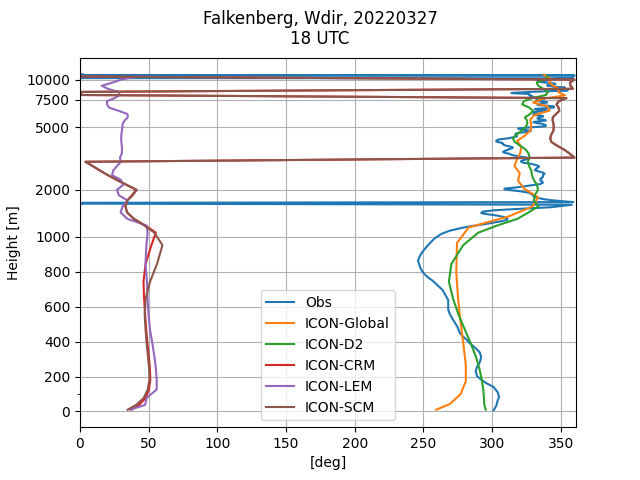 Falkenberg, Wdir, 20220327
18 UTC
Height [m]
10000
7500
5000
2000
1000
800
600
400
200
0
Obs
ICON-Global
ICON-D2
ICON-CRM
ICON-LEM
ICON-SCM
0 50 100 150 200 250 300 350
[deg]